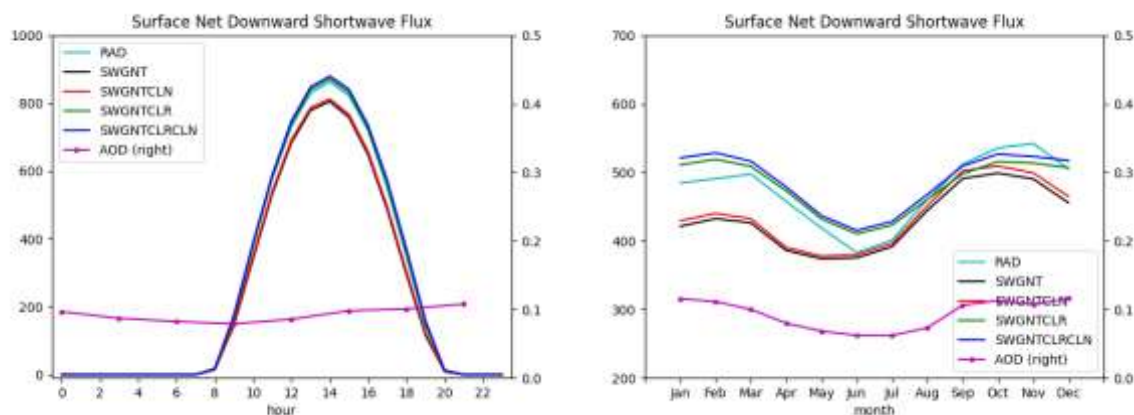 Surface Net Downward Shortwave Flux
1000
800
600
400
200
0
0.5
0.4
0.3
0.2
0.1
0.0
RAD
SWGNT
SWGNTCLN
SWGNTCLR
SWGNTCLRCLN
AOD (right)
0 2 4 6 8 10 12 14 16 18 20 22
hour
Surface Net Downward Shortwave Flux
700
600
500
400
300
200
0.5
0.4
0.3
0.2
0.1
0.0
RAD
SWGNT
SWGNTCLN
SWGNTCLR
SWGNTCLRCLN
AOD (right)
Jan Feb Mar Apr May Jun Jul Aug Sep Oct Nov Dec
month